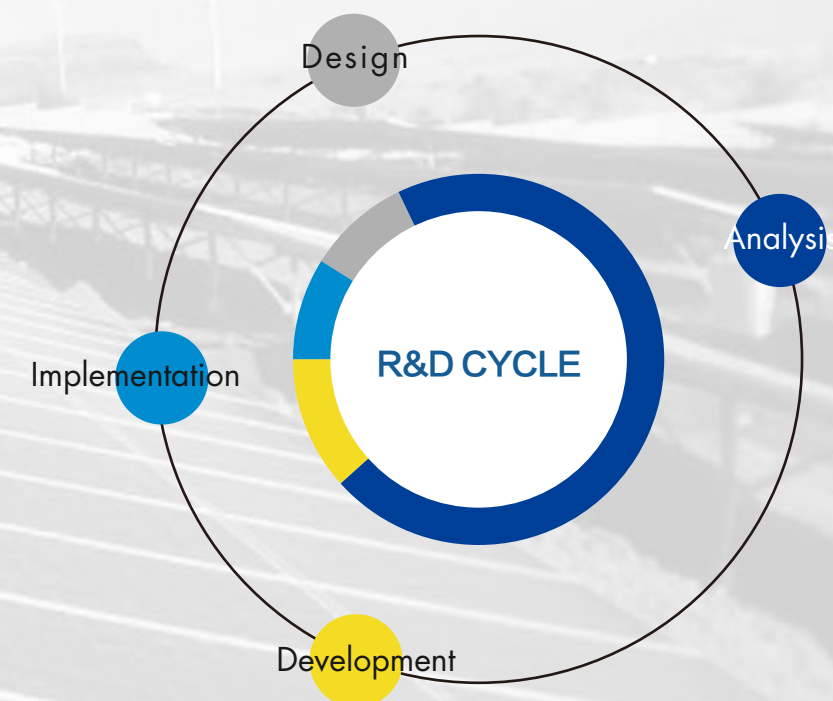 Design
Analysis
R&D CYCLE
Implementation
Development